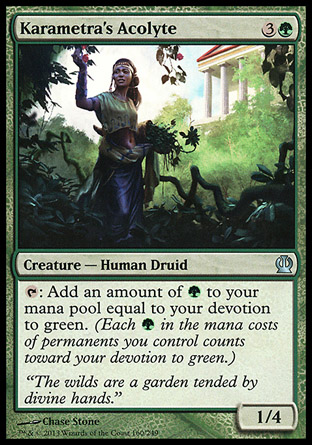 Karametra's Acolyte 3
Creature — Human Druid
: Add an amount of to your
mana pool equal to your devotion
to green. (Each in the mana costs
of permanents you control counts
toward your devotion to green.)
"The wilds are a garden tended by
divine hands."
Chase Stone
™ & © 2013 Wizards of the Coast 160/249
1/4